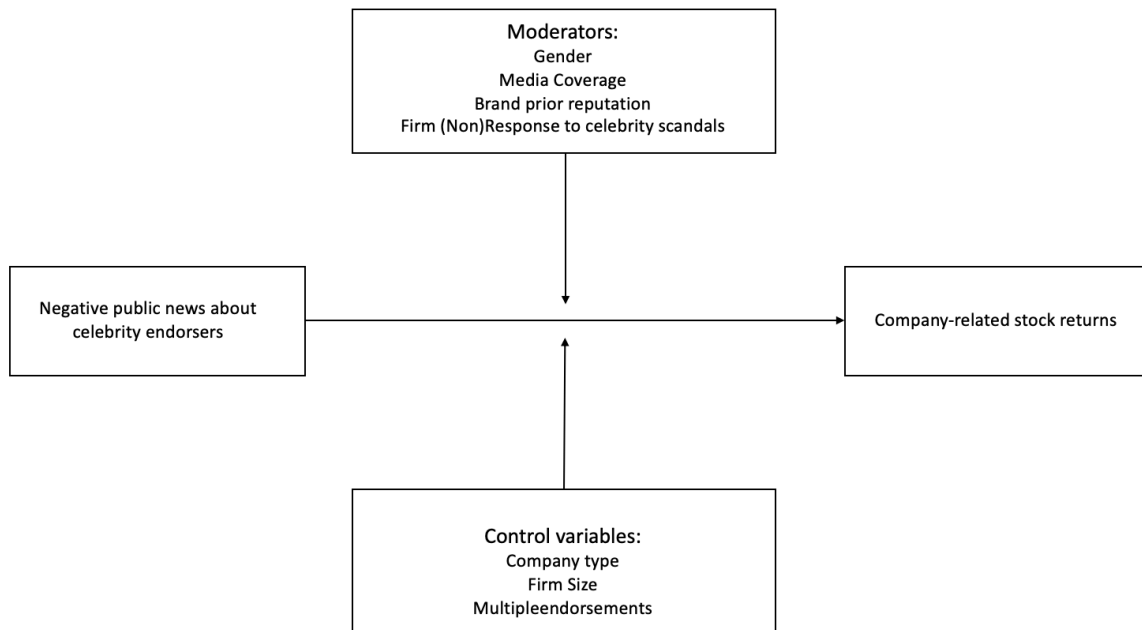 Moderators:
Gender
Media Coverage
Brand prior reputation
Firm (Non)Response to celebrity scandals
Negative public news about
celebrity endorsers
Company-related stock returns
Control variables:
Company type
Firm Size
Multipleendorsements